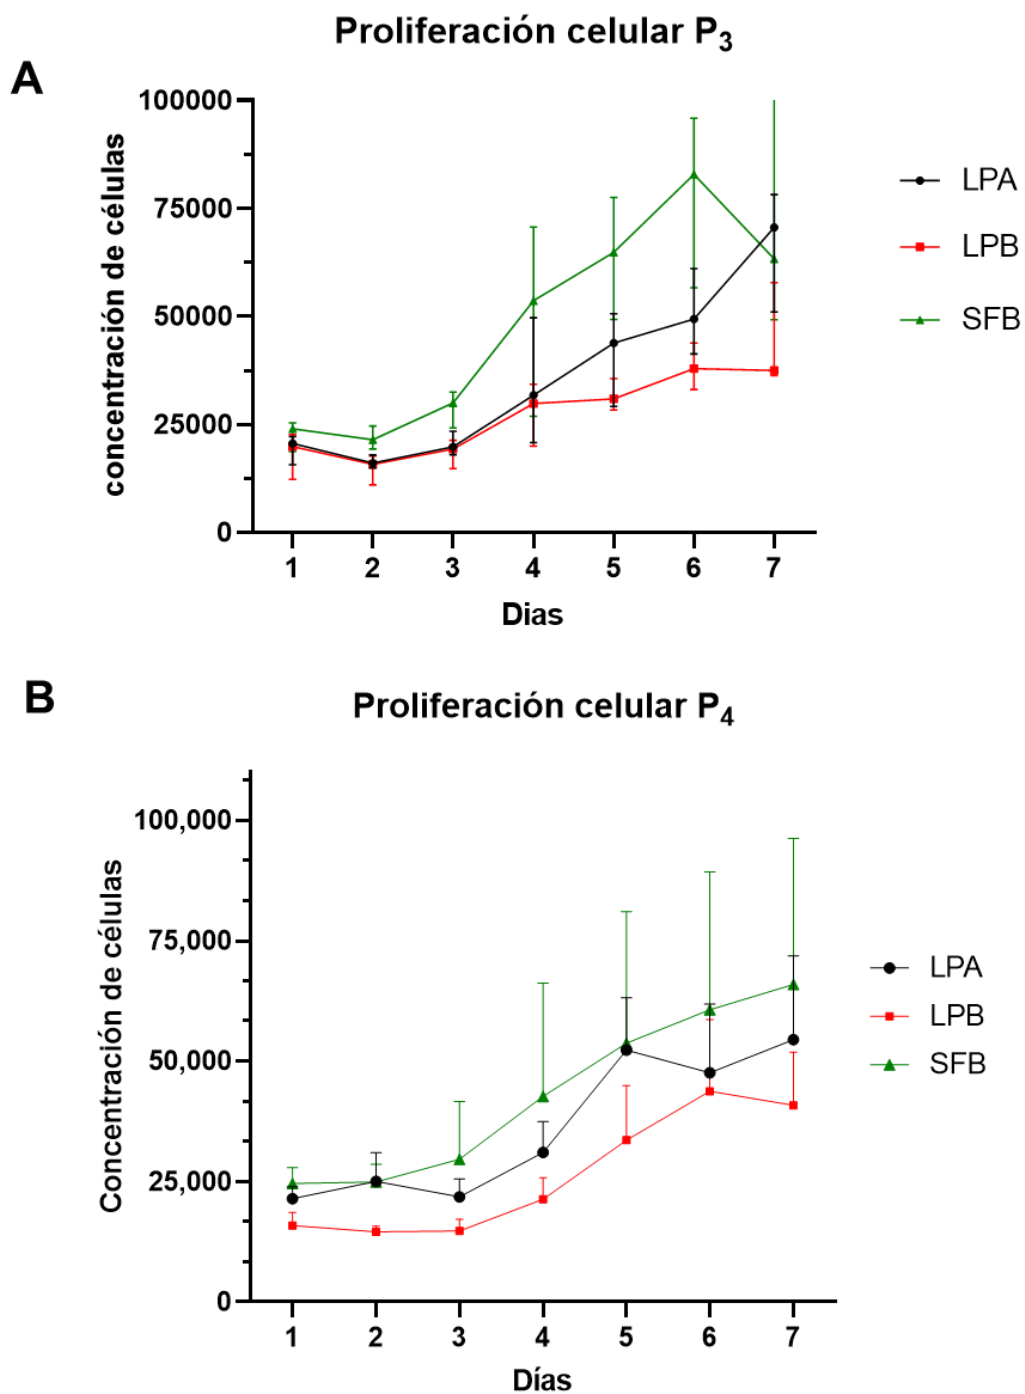 Proliferación celular P3
A
concentración de células
100000
75000
50000
25000
0
1 2 3 4 5 6 7
Dias
LPA
LPB
SFB
B
Proliferación celular P4
Concentración de células
100,000
75,000
50,000
25,000
0
1 2 3 4 5 6 7
Días
LPA
LPB
SFB